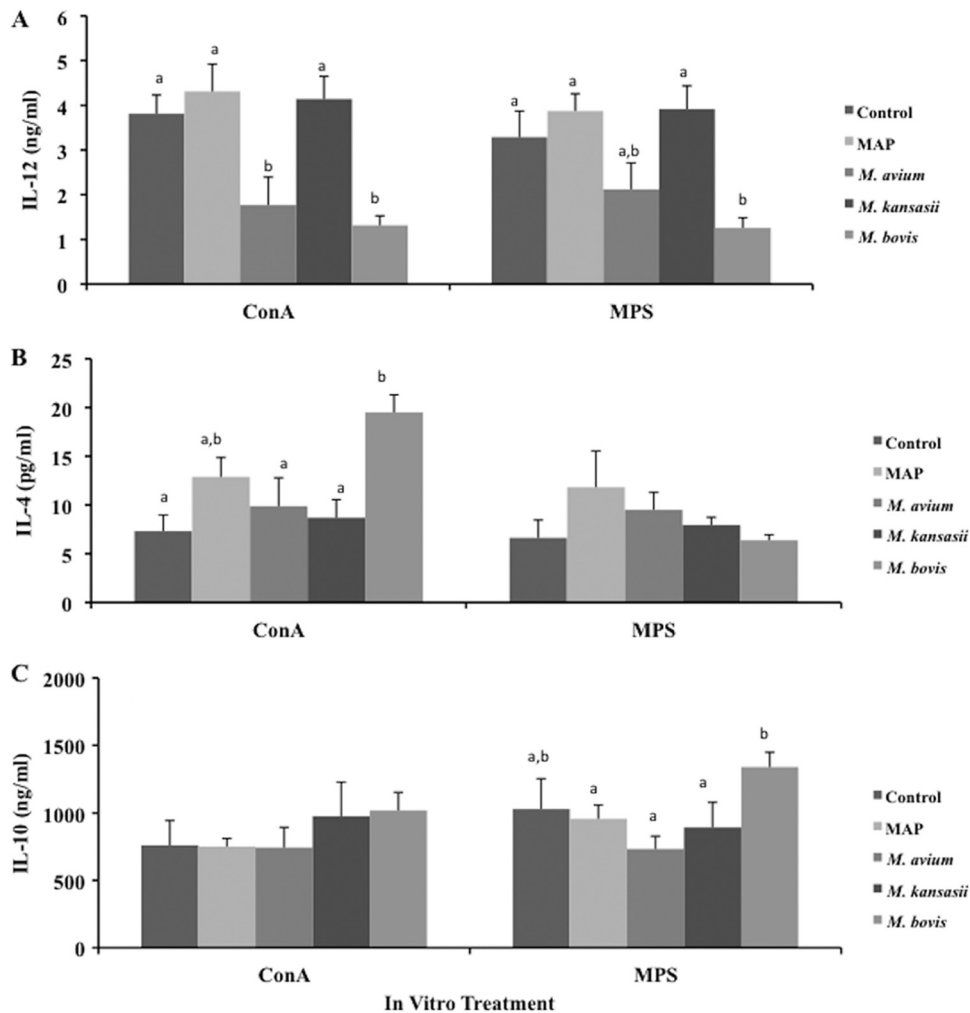 A
6
5
4
3
2
1
0
IL-12 (ng/ml)
a
a
b
a
b
a
a
a,b
a
b
ConA
MPS
Control
MAP
M. avium
M. kansasii
M. bovis
B
25
20
15
10
5
0
IL-4 (pg/ml)
a
a,b
a
a
b
ConA
MPS
Control
MAP
M. avium
M. kansasii
M. bovis
C
2000
1500
1000
500
0
IL-10 (ng/ml)
a,b
a
a
a
b
ConA
MPS
Control
MAP
M. avium
M. kansasii
M. bovis
In Vitro Treatment